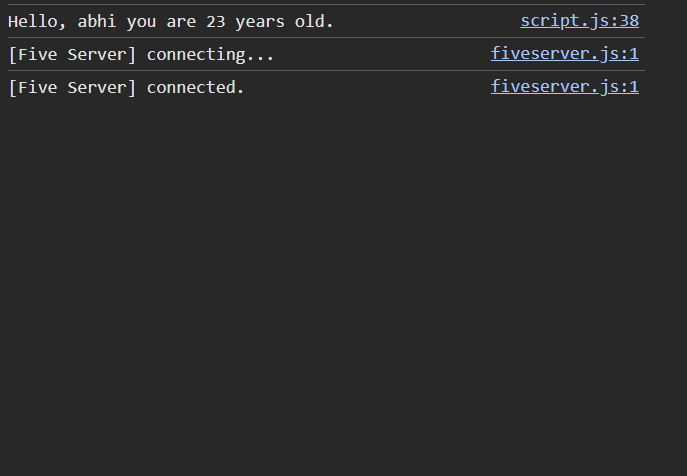 Hello, abhi you are 23 years old. script.js:38
[Five Server] connecting... fiveserver.js:1
[Five Server] connected. fiveserver.js:1